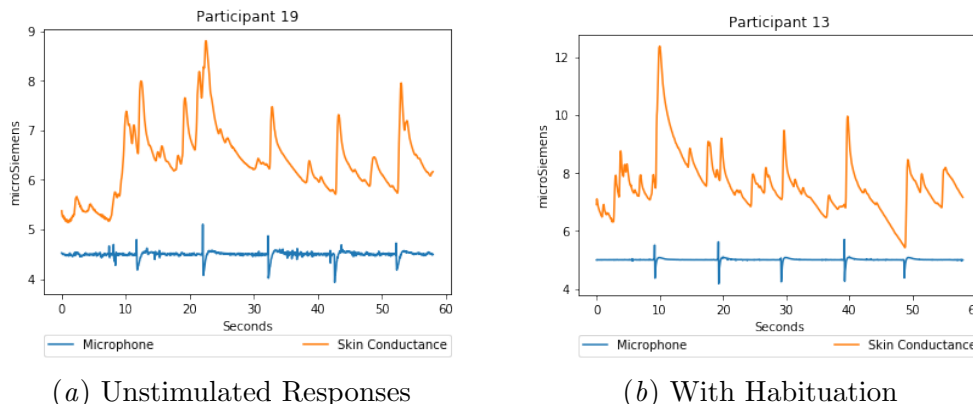 Participant 19
microSiemens
9
8
7
6
5
4
0 10 20 30 40 50 60
Seconds
Microphone Skin Conductance
(a) Unstimulated Responses
Participant 13
microSiemens
12
10
8
6
4
0 10 20 30 40 50 60
Seconds
Microphone Skin Conductance
(b) With Habituation